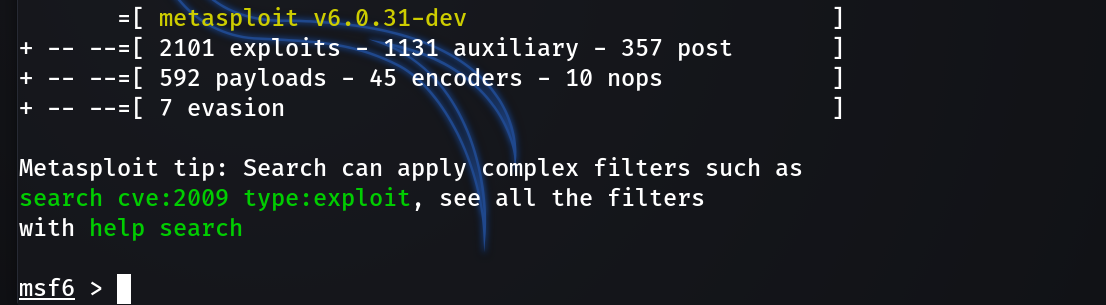 =[ metasploit v6.0.31-dev ]
+ -- --=[ 2101 exploits - 1131 auxiliary - 357 post ]
+ -- --=[ 592 payloads - 45 encoders - 10 nops ]
+ -- --=[ 7 evasion ]
Metasploit tip: Search can apply complex filters such as
search cve:2009 type:exploit, see all the filters
with help search
msf6 >